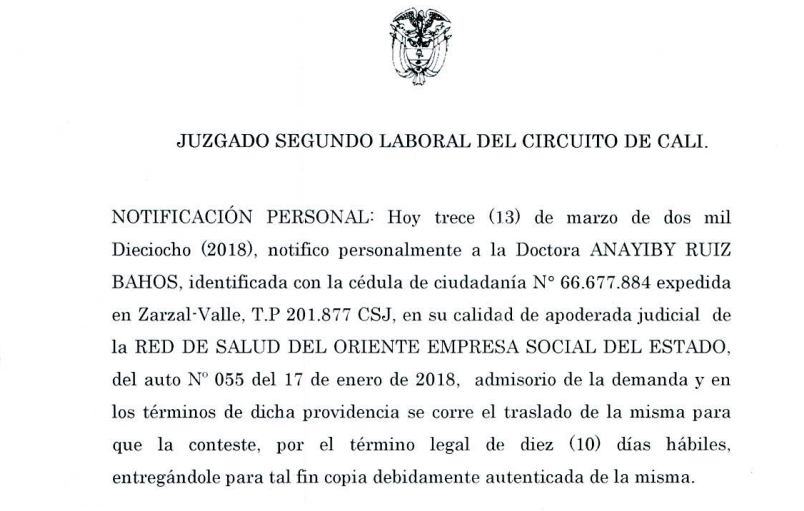 JUZGADO SEGUNDO LABORAL DEL CIRCUITO DE CALI.
NOTIFICACIÓN PERSONAL: Hoy trece (13) de marzo de dos mil
Dieciocho (2018), notifico personalmente a la Doctora ANAYIBY RUIZ
BAHOS, identificada con la cédula de ciudadanía N° 66.677.884 expedida
en Zarzal-Valle, T.P 201.877 CSJ, en su calidad de apoderada judicial de
la RED DE SALUD DEL ORIENTE EMPRESA SOCIAL DEL ESTADO,
del auto Nº 055 del 17 de enero de 2018, admisorio de la demanda y en
los términos de dicha providencia se corre el traslado de la misma para
que la conteste, por el término legal de diez (10) días hábiles,
entregándole para tal fin copia debidamente autenticada de la misma.